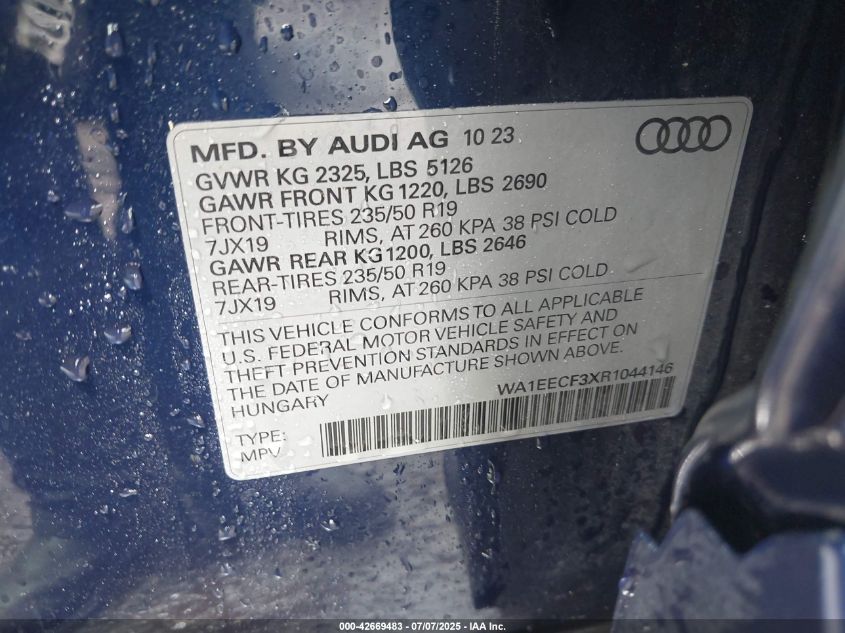 MFD. BY AUDI AG 10 23
GVWR KG 2325, LBS 5126
GAWR FRONT KG 1220, LBS 2690
FRONT-TIRES 235/50 R19
7JX19 RIMS, AT 260 KPA 38 PSI COLD
GAWR REAR KG 1200, LBS 2646
REAR-TIRES 235/50 R19
7JX19 RIMS, AT 260 KPA 38 PSI COLD
THIS VEHICLE CONFORMS TO ALL APPLICABLE
U.S. FEDERAL MOTOR VEHICLE SAFETY AND
THEFT PREVENTION STANDARDS IN EFFECT ON
THE DATE OF MANUFACTURE SHOWN ABOVE.
HUNGARY
WA1EECF3XR1044146
TYPE:
MPV
000-42669483 - 07/07/2025 - IAA Inc.